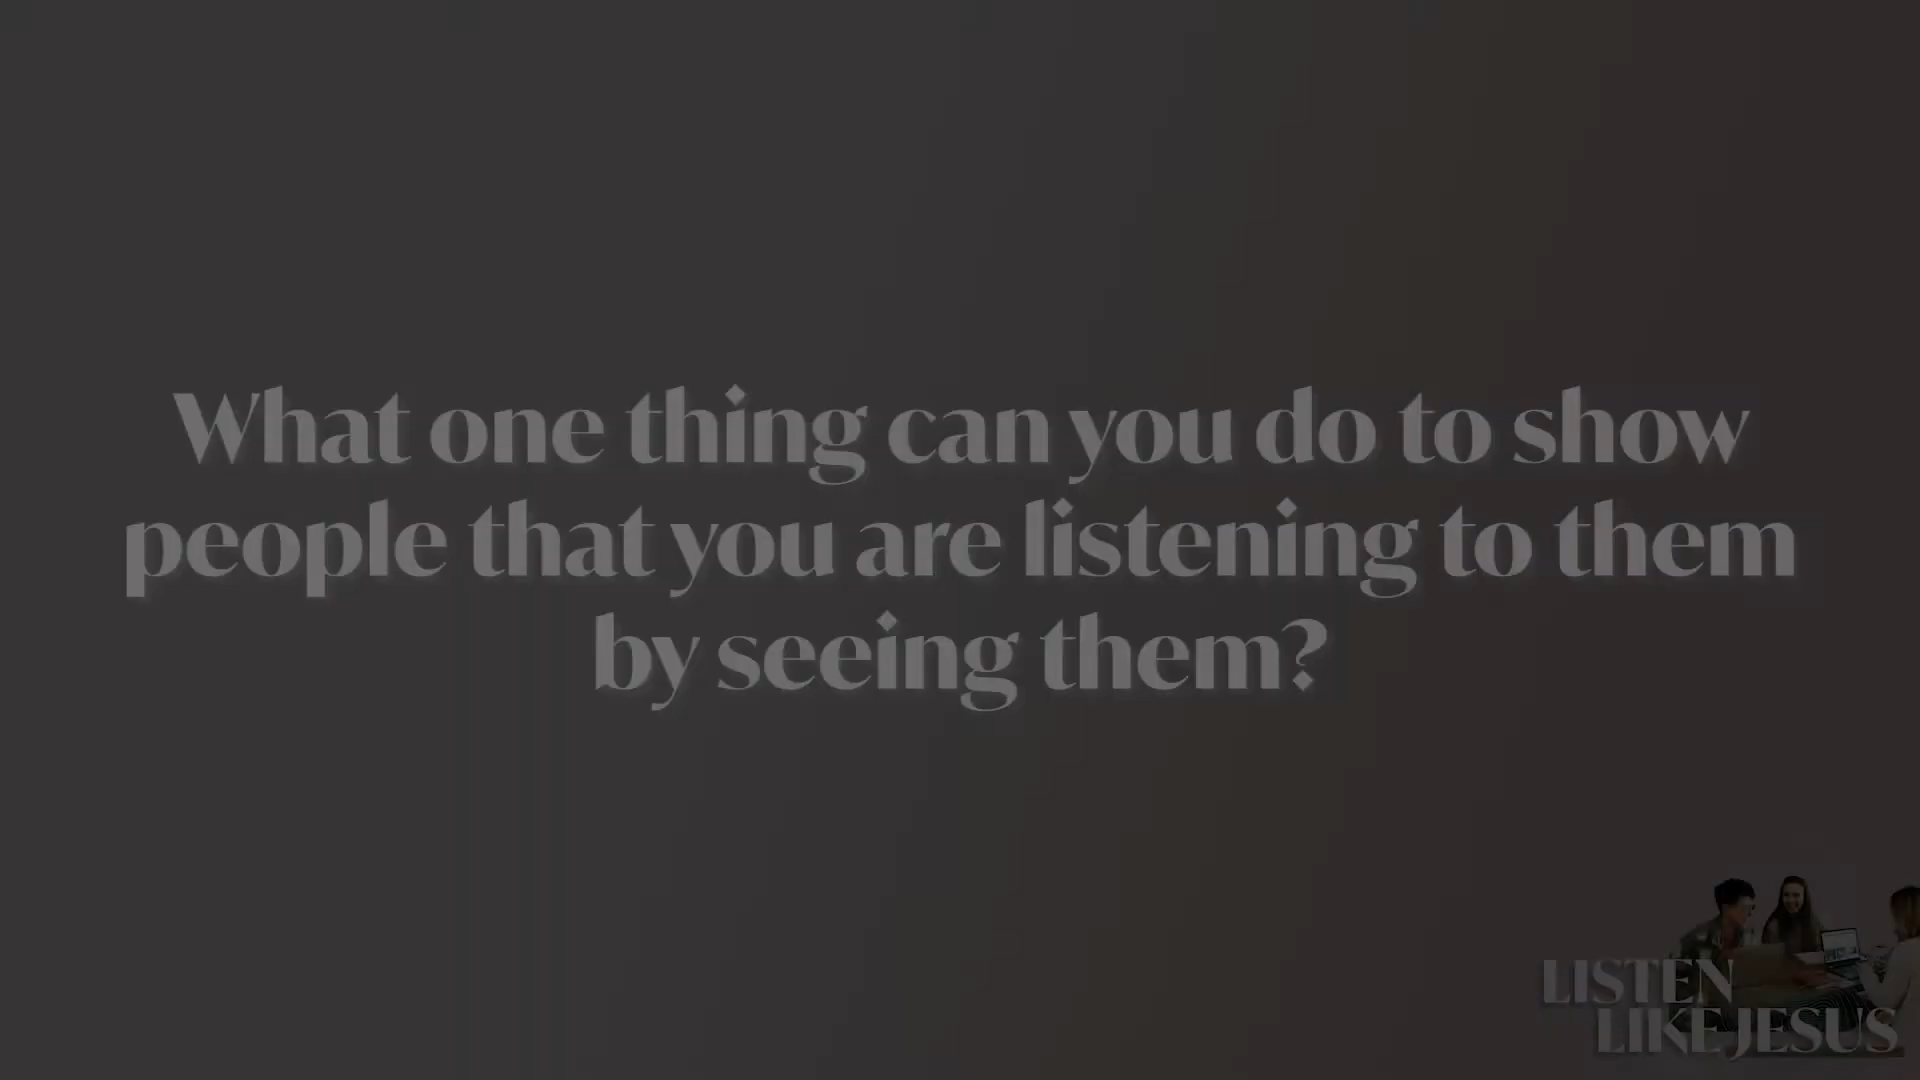 What one thing can you do to show
people that you are listening to them
by seeing them?
LISTEN
LIKE JESUS